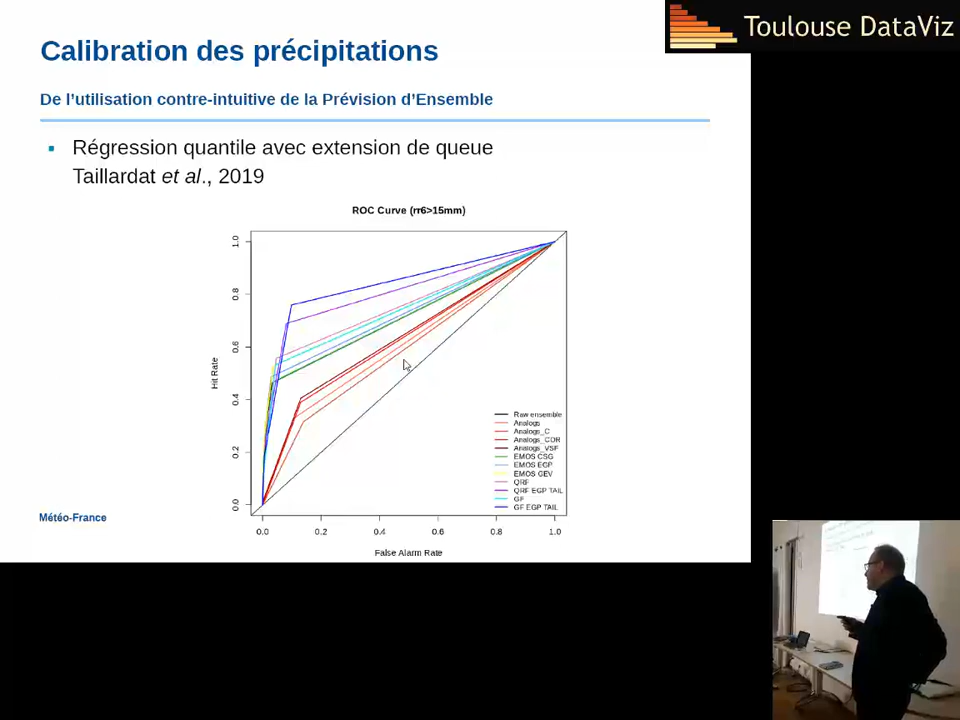 Toulouse DataViz
Calibration des précipitations
De l'utilisation contre-intuitive de la Prévision d'Ensemble
Régression quantile avec extension de queue
Taillardat et al., 2019
ROC Curve (rr6>15mm)
Hit Rate
1.0
0.8
0.6
0.4
0.2
0.0
Raw ensemble
Analogs
Analogs_C
Analogs_COR
Analogs_VSF
EMOS CSG
EMOS EGP
EMOS GEV
QRF
QRF EGP TAIL
GF
GF EGP TAIL
0.0 0.2 0.4 0.6 0.8 1.0
False Alarm Rate
Météo-France